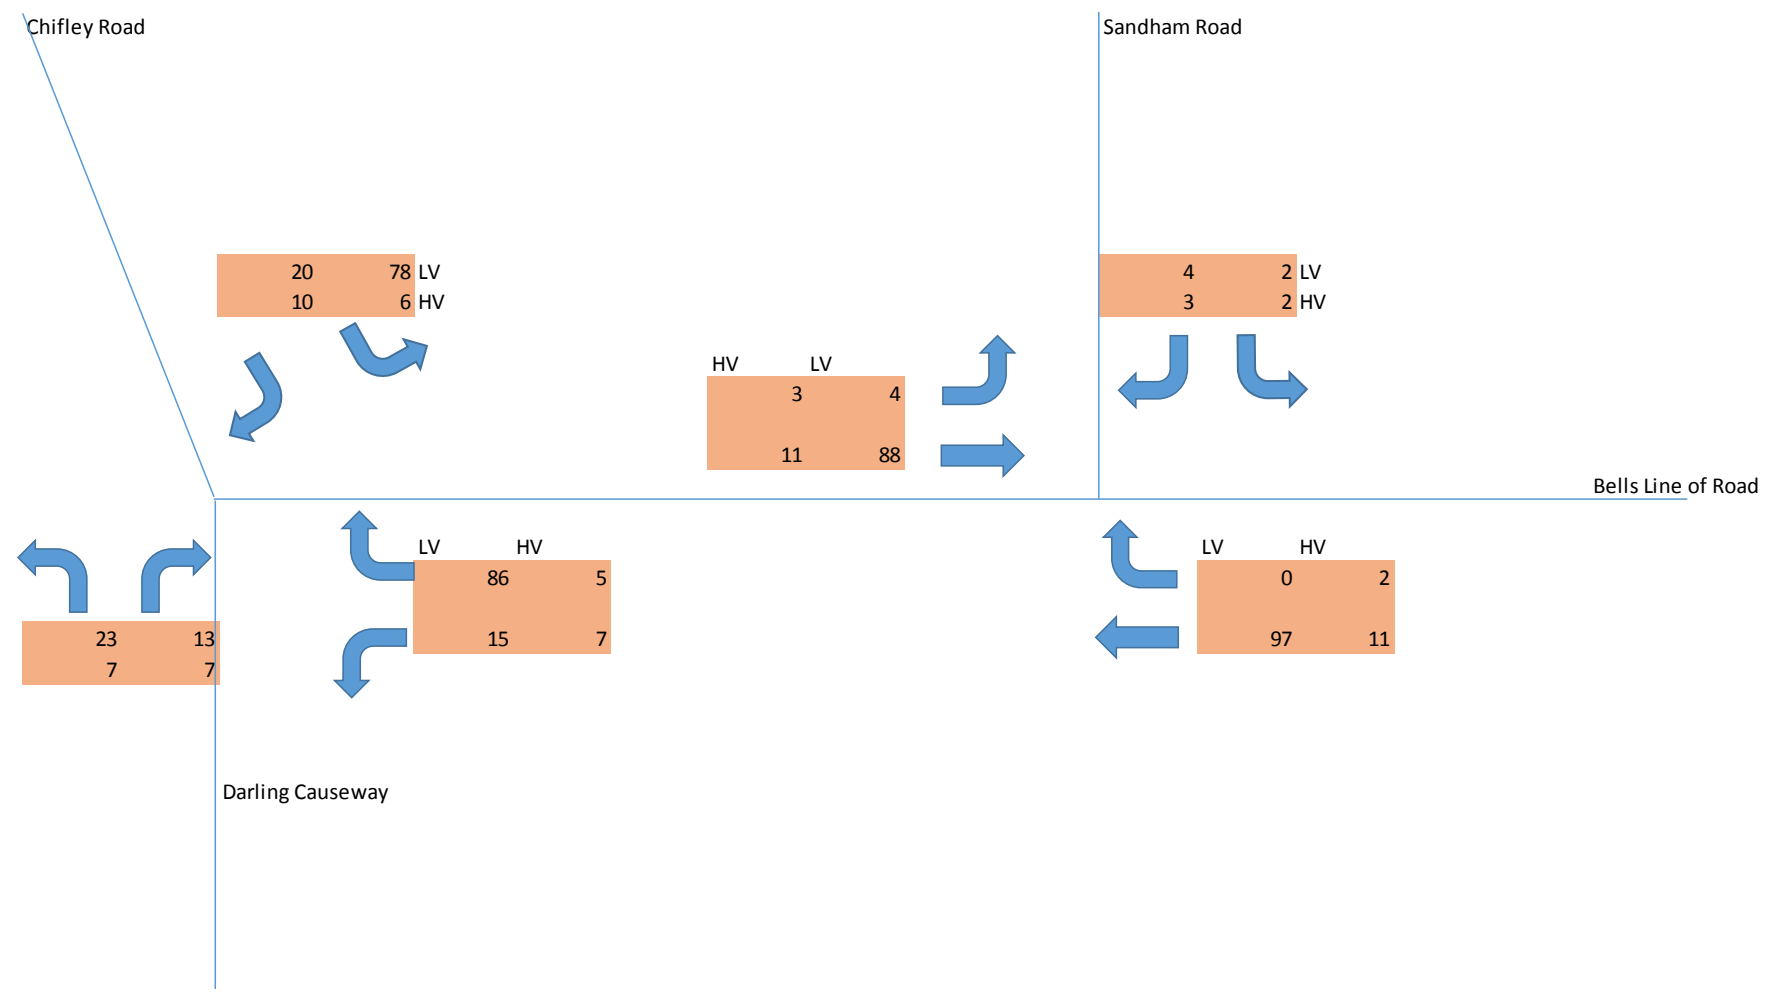 Chifley Road
Sandham Road
20 78 LV
10 6 HV
4 2 LV
3 2 HV
HV LV
3 4
11 88
Bells Line of Road
LV HV
86 5
15 7
LV HV
0 2
97 11
23 13
7 7
Darling Causeway